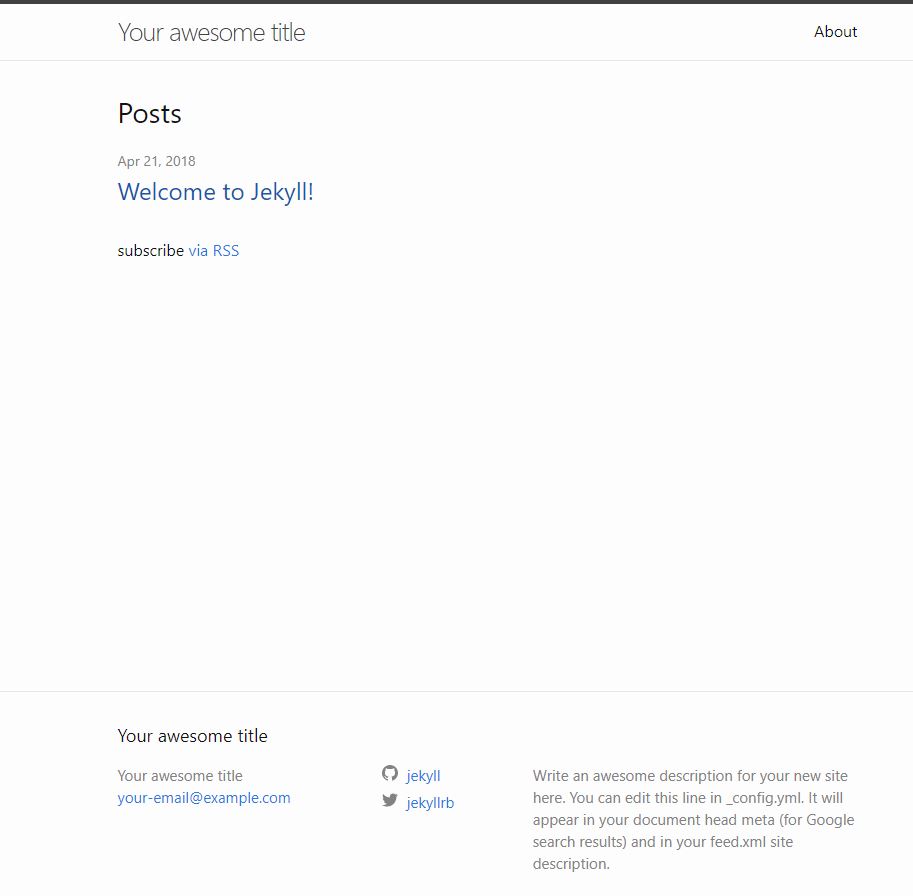 Your awesome title
About
Posts
Apr 21, 2018
Welcome to Jekyll!
subscribe via RSS
Your awesome title
Your awesome title
your-email@example.com
jekyll
jekyllrb
Write an awesome description for your new site
here. You can edit this line in _config.yml. It will
appear in your document head meta (for Google
search results) and in your feed.xml site
description.